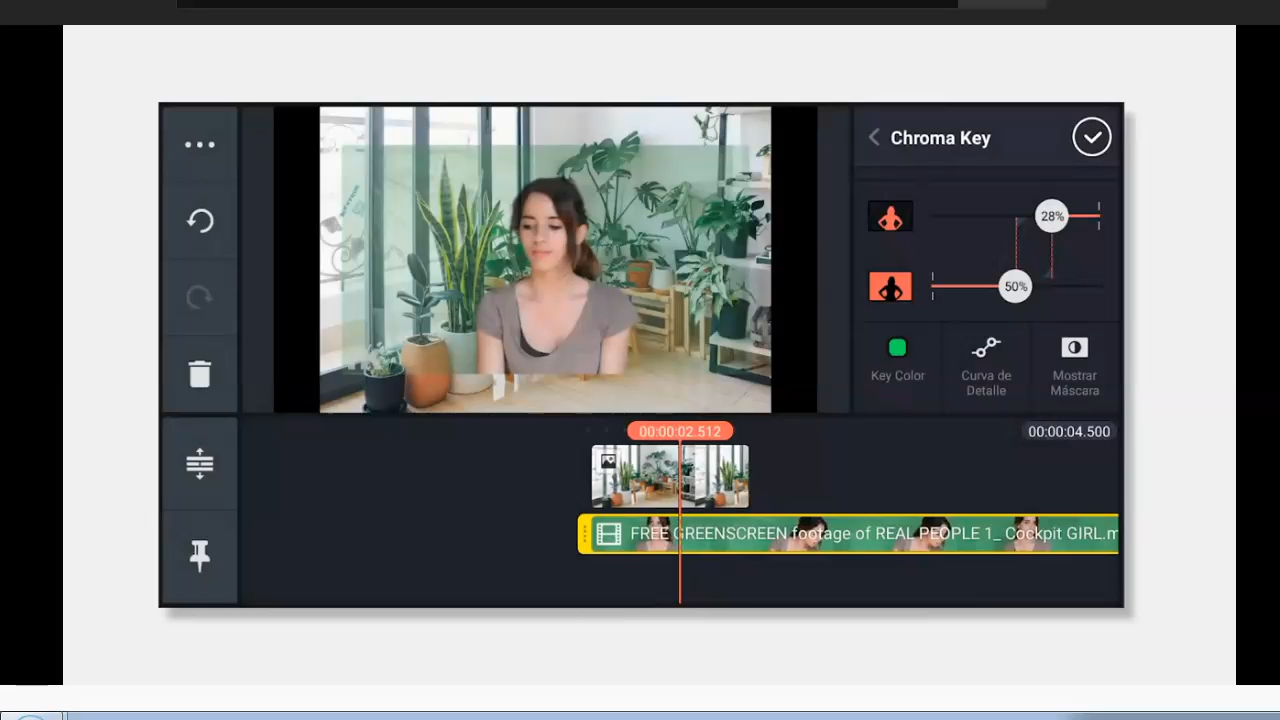 Chroma Key
28%
50%
Key Color
Curva de
Detalle
Mostrar
Máscara
00:00:02.512
00:00:04.500
FREE GREENSCREEN footage of REAL PEOPLE 1_ Cockpit GIRL.m